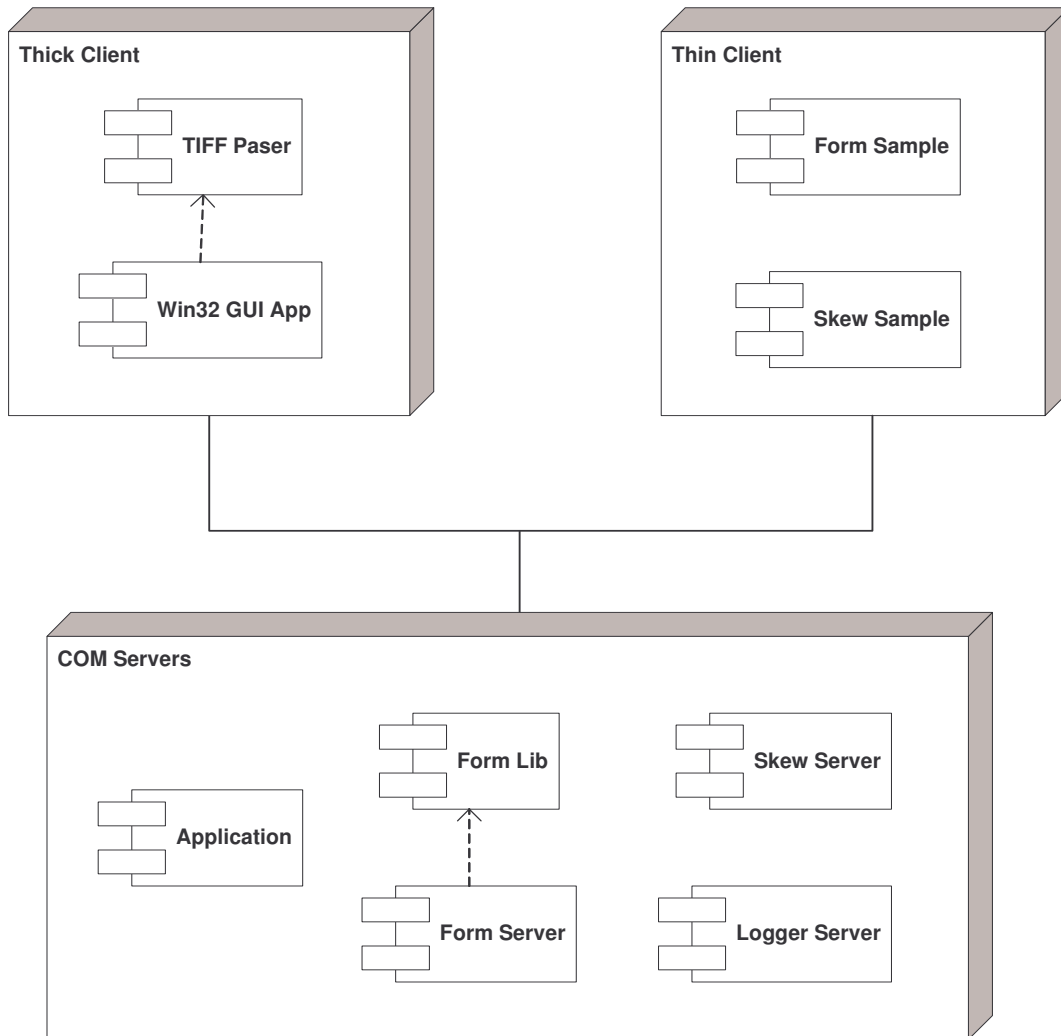 Thick Client
TIFF Paser
Win32 GUI App
Thin Client
Form Sample
Skew Sample
COM Servers
Application
Form Lib
Form Server
Skew Server
Logger Server